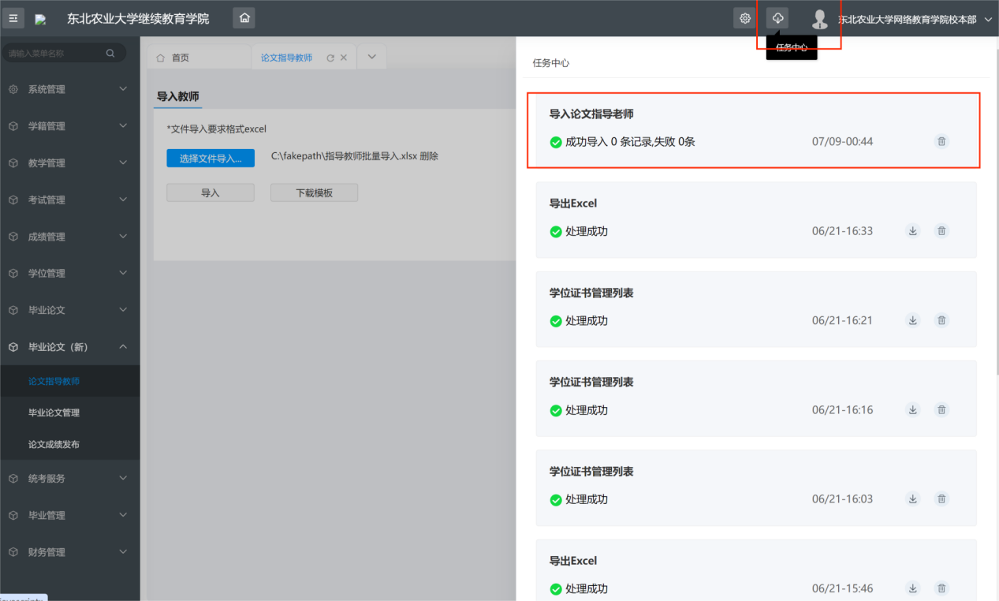 东北农业大学继续教育学院
东北农业大学网络教育学院校本部
任务中心
请输入菜单名称
系统管理
学籍管理
教学管理
考试管理
成绩管理
学位管理
毕业论文
毕业论文（新）
论文指导教师
毕业论文管理
论文成绩发布
统考服务
毕业管理
财务管理
首页
论文指导教师
导入教师
*文件导入要求格式excel
选择文件导入... C:\fakepath\指导教师批量导入.xlsx 删除
导入 下载模板
任务中心
导入论文指导老师
成功导入 0 条记录,失败 0条 07/09-00:44
导出Excel
处理成功 06/21-16:33
学位证书管理列表
处理成功 06/21-16:21
学位证书管理列表
处理成功 06/21-16:16
学位证书管理列表
处理成功 06/21-16:03
导出Excel
处理成功 06/21-15:46